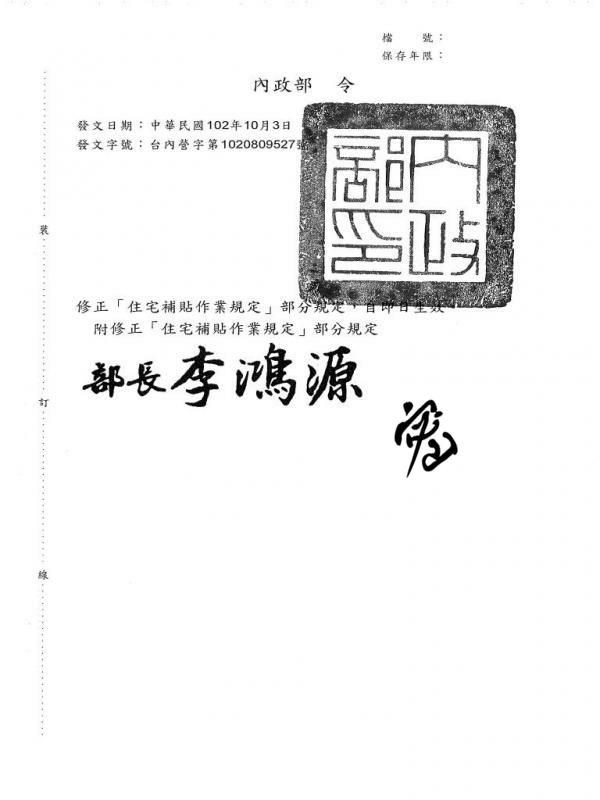 檔　　號：
保存年限：
內政部　令
發文日期：中華民國102年10月3日
發文字號：台內營字第1020809527號
內政部印
修正「住宅補貼作業規定」部分規定，自即日生效。
附修正「住宅補貼作業規定」部分規定
部長 李鴻源
裝
訂
線